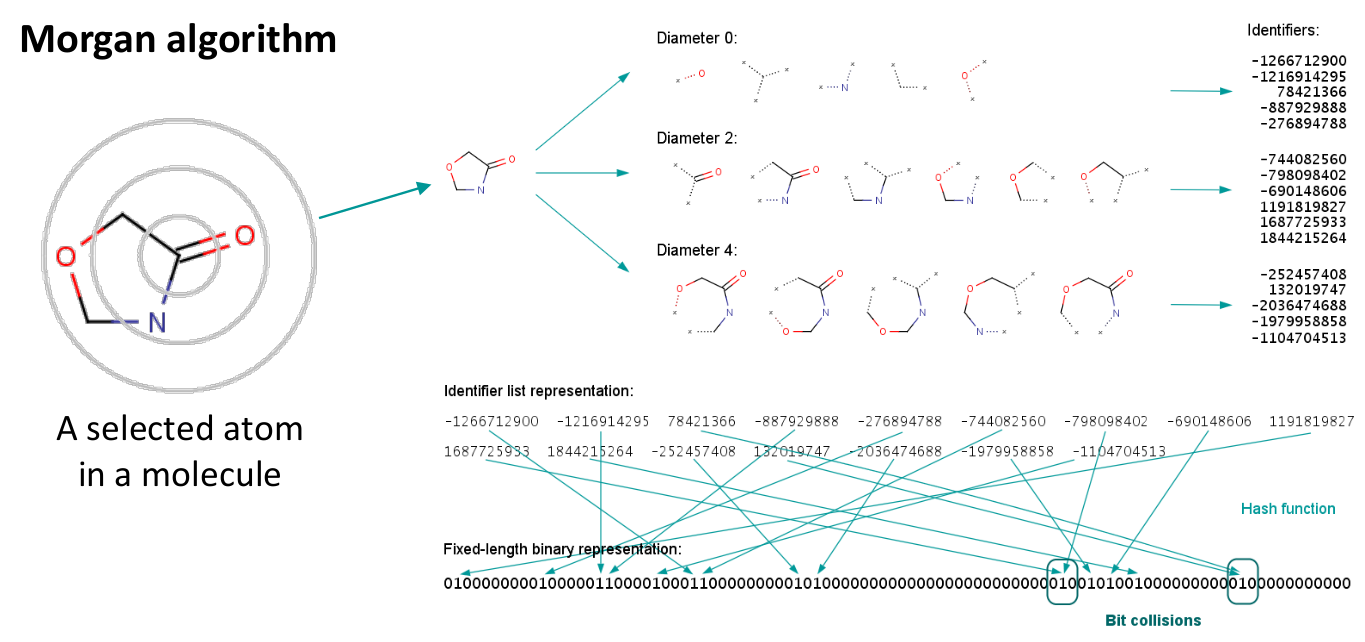 Morgan algorithm
A selected atom
in a molecule
O
O
N
O
O
N
Diameter 0:
O
N
O
Diameter 2:
O
O
N
N
O
N
O
O
Diameter 4:
O
O
N
O
N
O
O
N
O
N
O
O
N
Identifiers:
-1266712900
-1216914295
78421366
-887929888
-276894788
-744082560
-798098402
-690148606
1191819827
1687725933
1844215264
-252457408
132019747
-2036474688
-1979958858
-1104704513
Identifier list representation:
-1266712900 -1216914295 78421366 -887929888 -276894788 -744082560 -798098402 -690148606 1191819827
1687725933 1844215264 -252457408 132019747 -2036474688 -1979958858 -1104704513
Hash function
Fixed-length binary representation:
0100000000010000011000010001100000000001010000000000000000000000000010010100100000000001000000000000
Bit collisions